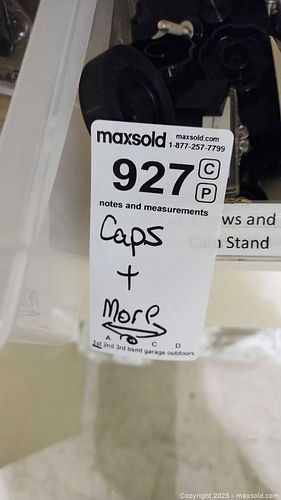 maxsold maxsold.com
1-877-257-7799
927 C
P
notes and measurements
Caps
+
More
A C D
1st 2nd 3rd bsmt garage outdoors
ws and
Cam Stand
Copyright © 2025 - maxsold.com